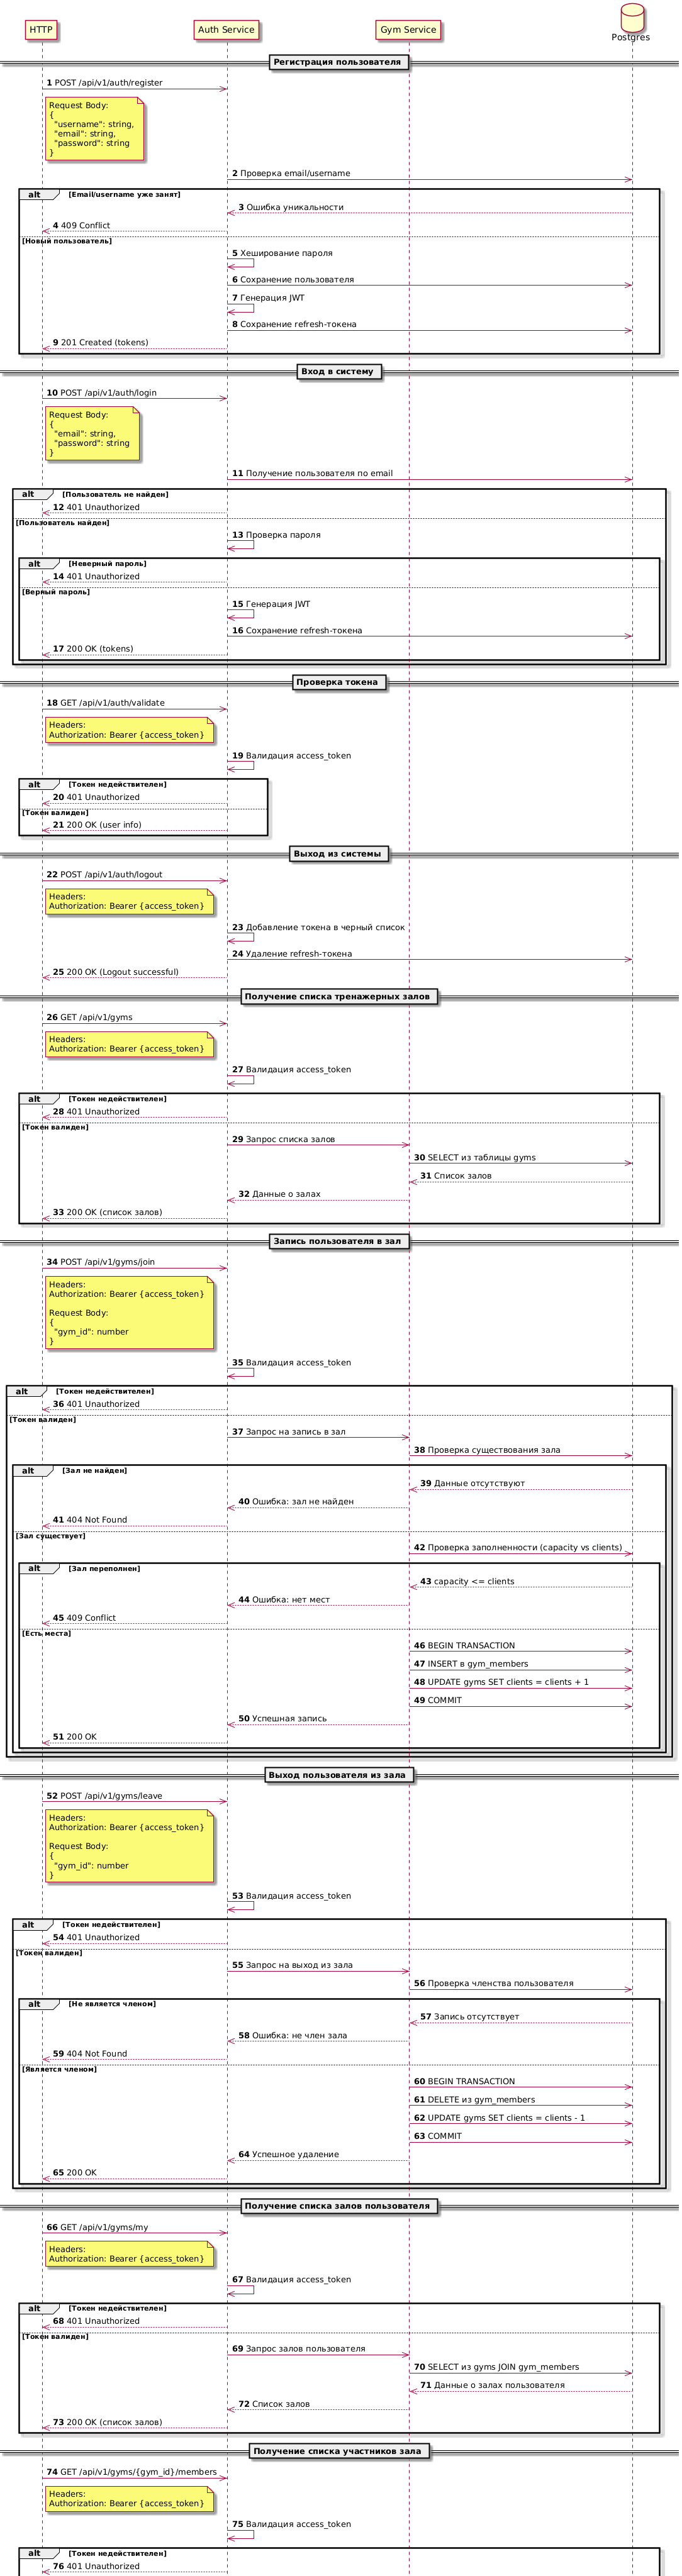 HTTP
Auth Service
Gym Service
Postgres
Регистрация пользователя
1 POST /api/v1/auth/register
Request Body:
{
"username": string,
"email": string,
"password": string
}
2 Проверка email/username
alt [Email/username уже занят]
3 Ошибка уникальности
4 409 Conflict
[Новый пользователь]
5 Хеширование пароля
6 Сохранение пользователя
7 Генерация JWT
8 Сохранение refresh-токена
9 201 Created (tokens)
Вход в систему
10 POST /api/v1/auth/login
Request Body:
{
"email": string,
"password": string
}
11 Получение пользователя по email
alt [Пользователь не найден]
12 401 Unauthorized
[Пользователь найден]
13 Проверка пароля
alt [Неверный пароль]
14 401 Unauthorized
[Верный пароль]
15 Генерация JWT
16 Сохранение refresh-токена
17 200 OK (tokens)
Проверка токена
18 GET /api/v1/auth/validate
Headers:
Authorization: Bearer {access_token}
19 Валидация access_token
alt [Токен недействителен]
20 401 Unauthorized
[Токен валиден]
21 200 OK (user info)
Выход из системы
22 POST /api/v1/auth/logout
Headers:
Authorization: Bearer {access_token}
23 Добавление токена в черный список
24 Удаление refresh-токена
25 200 OK (Logout successful)
Получение списка тренажерных залов
26 GET /api/v1/gyms
Headers:
Authorization: Bearer {access_token}
27 Валидация access_token
alt [Токен недействителен]
28 401 Unauthorized
[Токен валиден]
29 Запрос списка залов
30 SELECT из таблицы gyms
31 Список залов
32 Данные о залах
33 200 OK (список залов)
Запись пользователя в зал
34 POST /api/v1/gyms/join
Headers:
Authorization: Bearer {access_token}
Request Body:
{
"gym_id": number
}
35 Валидация access_token
alt [Токен недействителен]
36 401 Unauthorized
[Токен валиден]
37 Запрос на запись в зал
38 Проверка существования зала
alt [Зал не найден]
39 Данные отсутствуют
40 Ошибка: зал не найден
41 404 Not Found
[Зал существует]
42 Проверка заполненности (capacity vs clients)
alt [Зал переполнен]
43 capacity <= clients
44 Ошибка: нет мест
45 409 Conflict
[Есть места]
46 BEGIN TRANSACTION
47 INSERT в gym_members
48 UPDATE gyms SET clients = clients + 1
49 COMMIT
50 Успешная запись
51 200 OK
Выход пользователя из зала
52 POST /api/v1/gyms/leave
Headers:
Authorization: Bearer {access_token}
Request Body:
{
"gym_id": number
}
53 Валидация access_token
alt [Токен недействителен]
54 401 Unauthorized
[Токен валиден]
55 Запрос на выход из зала
56 Проверка членства пользователя
alt [Не является членом]
57 Запись отсутствует
58 Ошибка: не член зала
59 404 Not Found
[Является членом]
60 BEGIN TRANSACTION
61 DELETE из gym_members
62 UPDATE gyms SET clients = clients - 1
63 COMMIT
64 Успешное удаление
65 200 OK
Получение списка залов пользователя
66 GET /api/v1/gyms/my
Headers:
Authorization: Bearer {access_token}
67 Валидация access_token
alt [Токен недействителен]
68 401 Unauthorized
[Токен валиден]
69 Запрос залов пользователя
70 SELECT из gyms JOIN gym_members
71 Данные о залах пользователя
72 Список залов
73 200 OK (список залов)
Получение списка участников зала
74 GET /api/v1/gyms/{gym_id}/members
Headers:
Authorization: Bearer {access_token}
75 Валидация access_token
alt [Токен недействителен]
76 401 Unauthorized